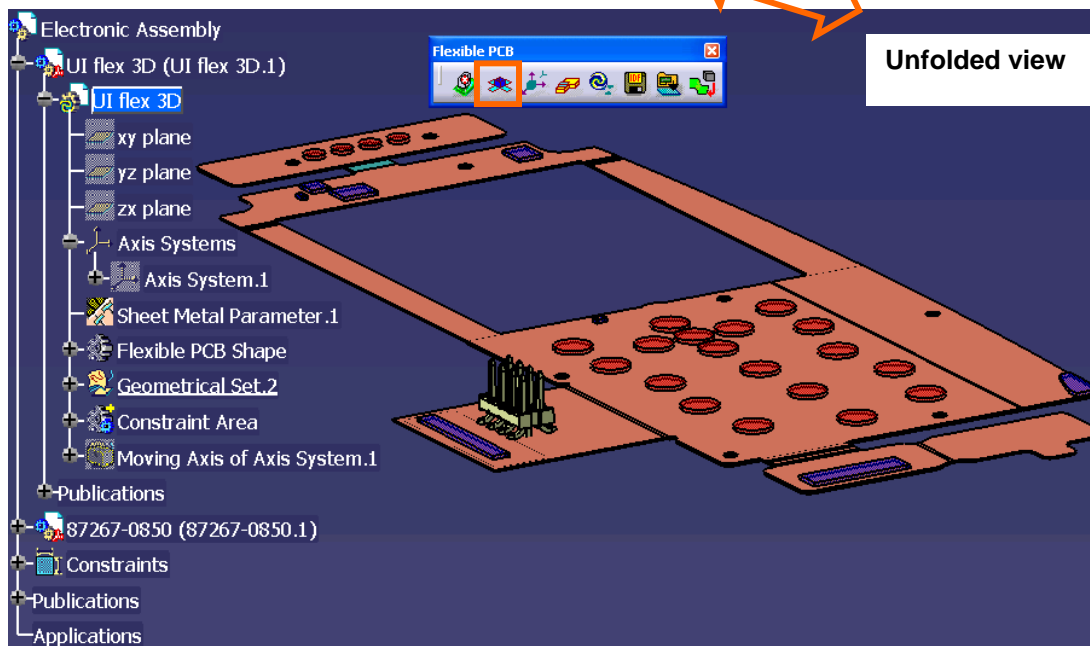 Electronic Assembly
UI flex 3D (UI flex 3D.1)
UI flex 3D
xy plane
yz plane
zx plane
Axis Systems
Axis System.1
Sheet Metal Parameter.1
Flexible PCB Shape
Geometrical Set.2
Constraint Area
Moving Axis of Axis System.1
Publications
87267-0850 (87267-0850.1)
Constraints
Publications
Applications
Flexible PCB
IDF
Unfolded view